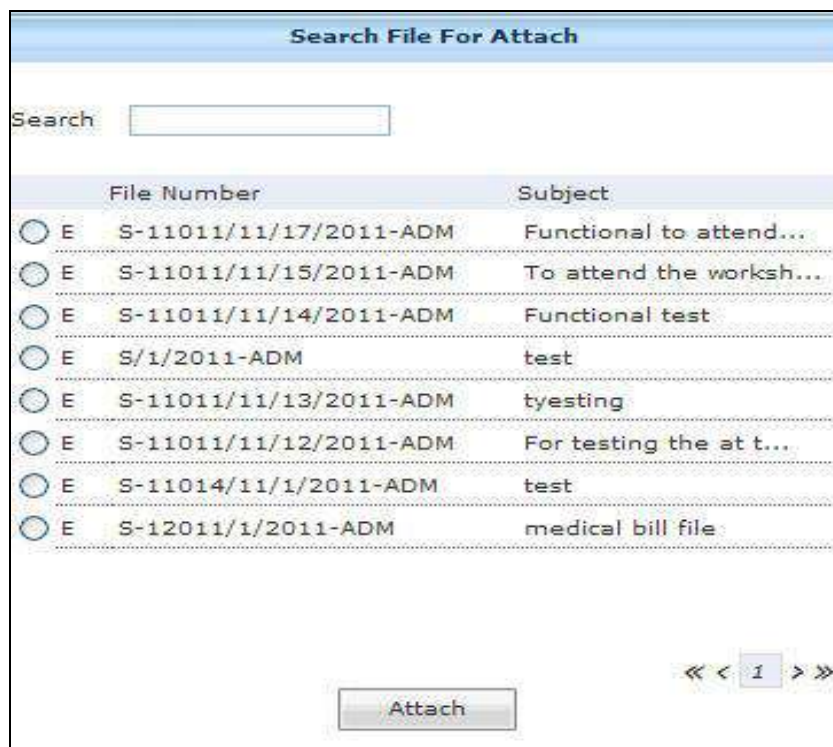 Search File For Attach
Search
File Number Subject
E S-11011/11/17/2011-ADM Functional to attend...
E S-11011/11/15/2011-ADM To attend the worksh...
E S-11011/11/14/2011-ADM Functional test
E S/1/2011-ADM test
E S-11011/11/13/2011-ADM tyesting
E S-11011/11/12/2011-ADM For testing the at t...
E S-11014/11/1/2011-ADM test
E S-12011/1/2011-ADM medical bill file
≪ < 1 > ≫
Attach